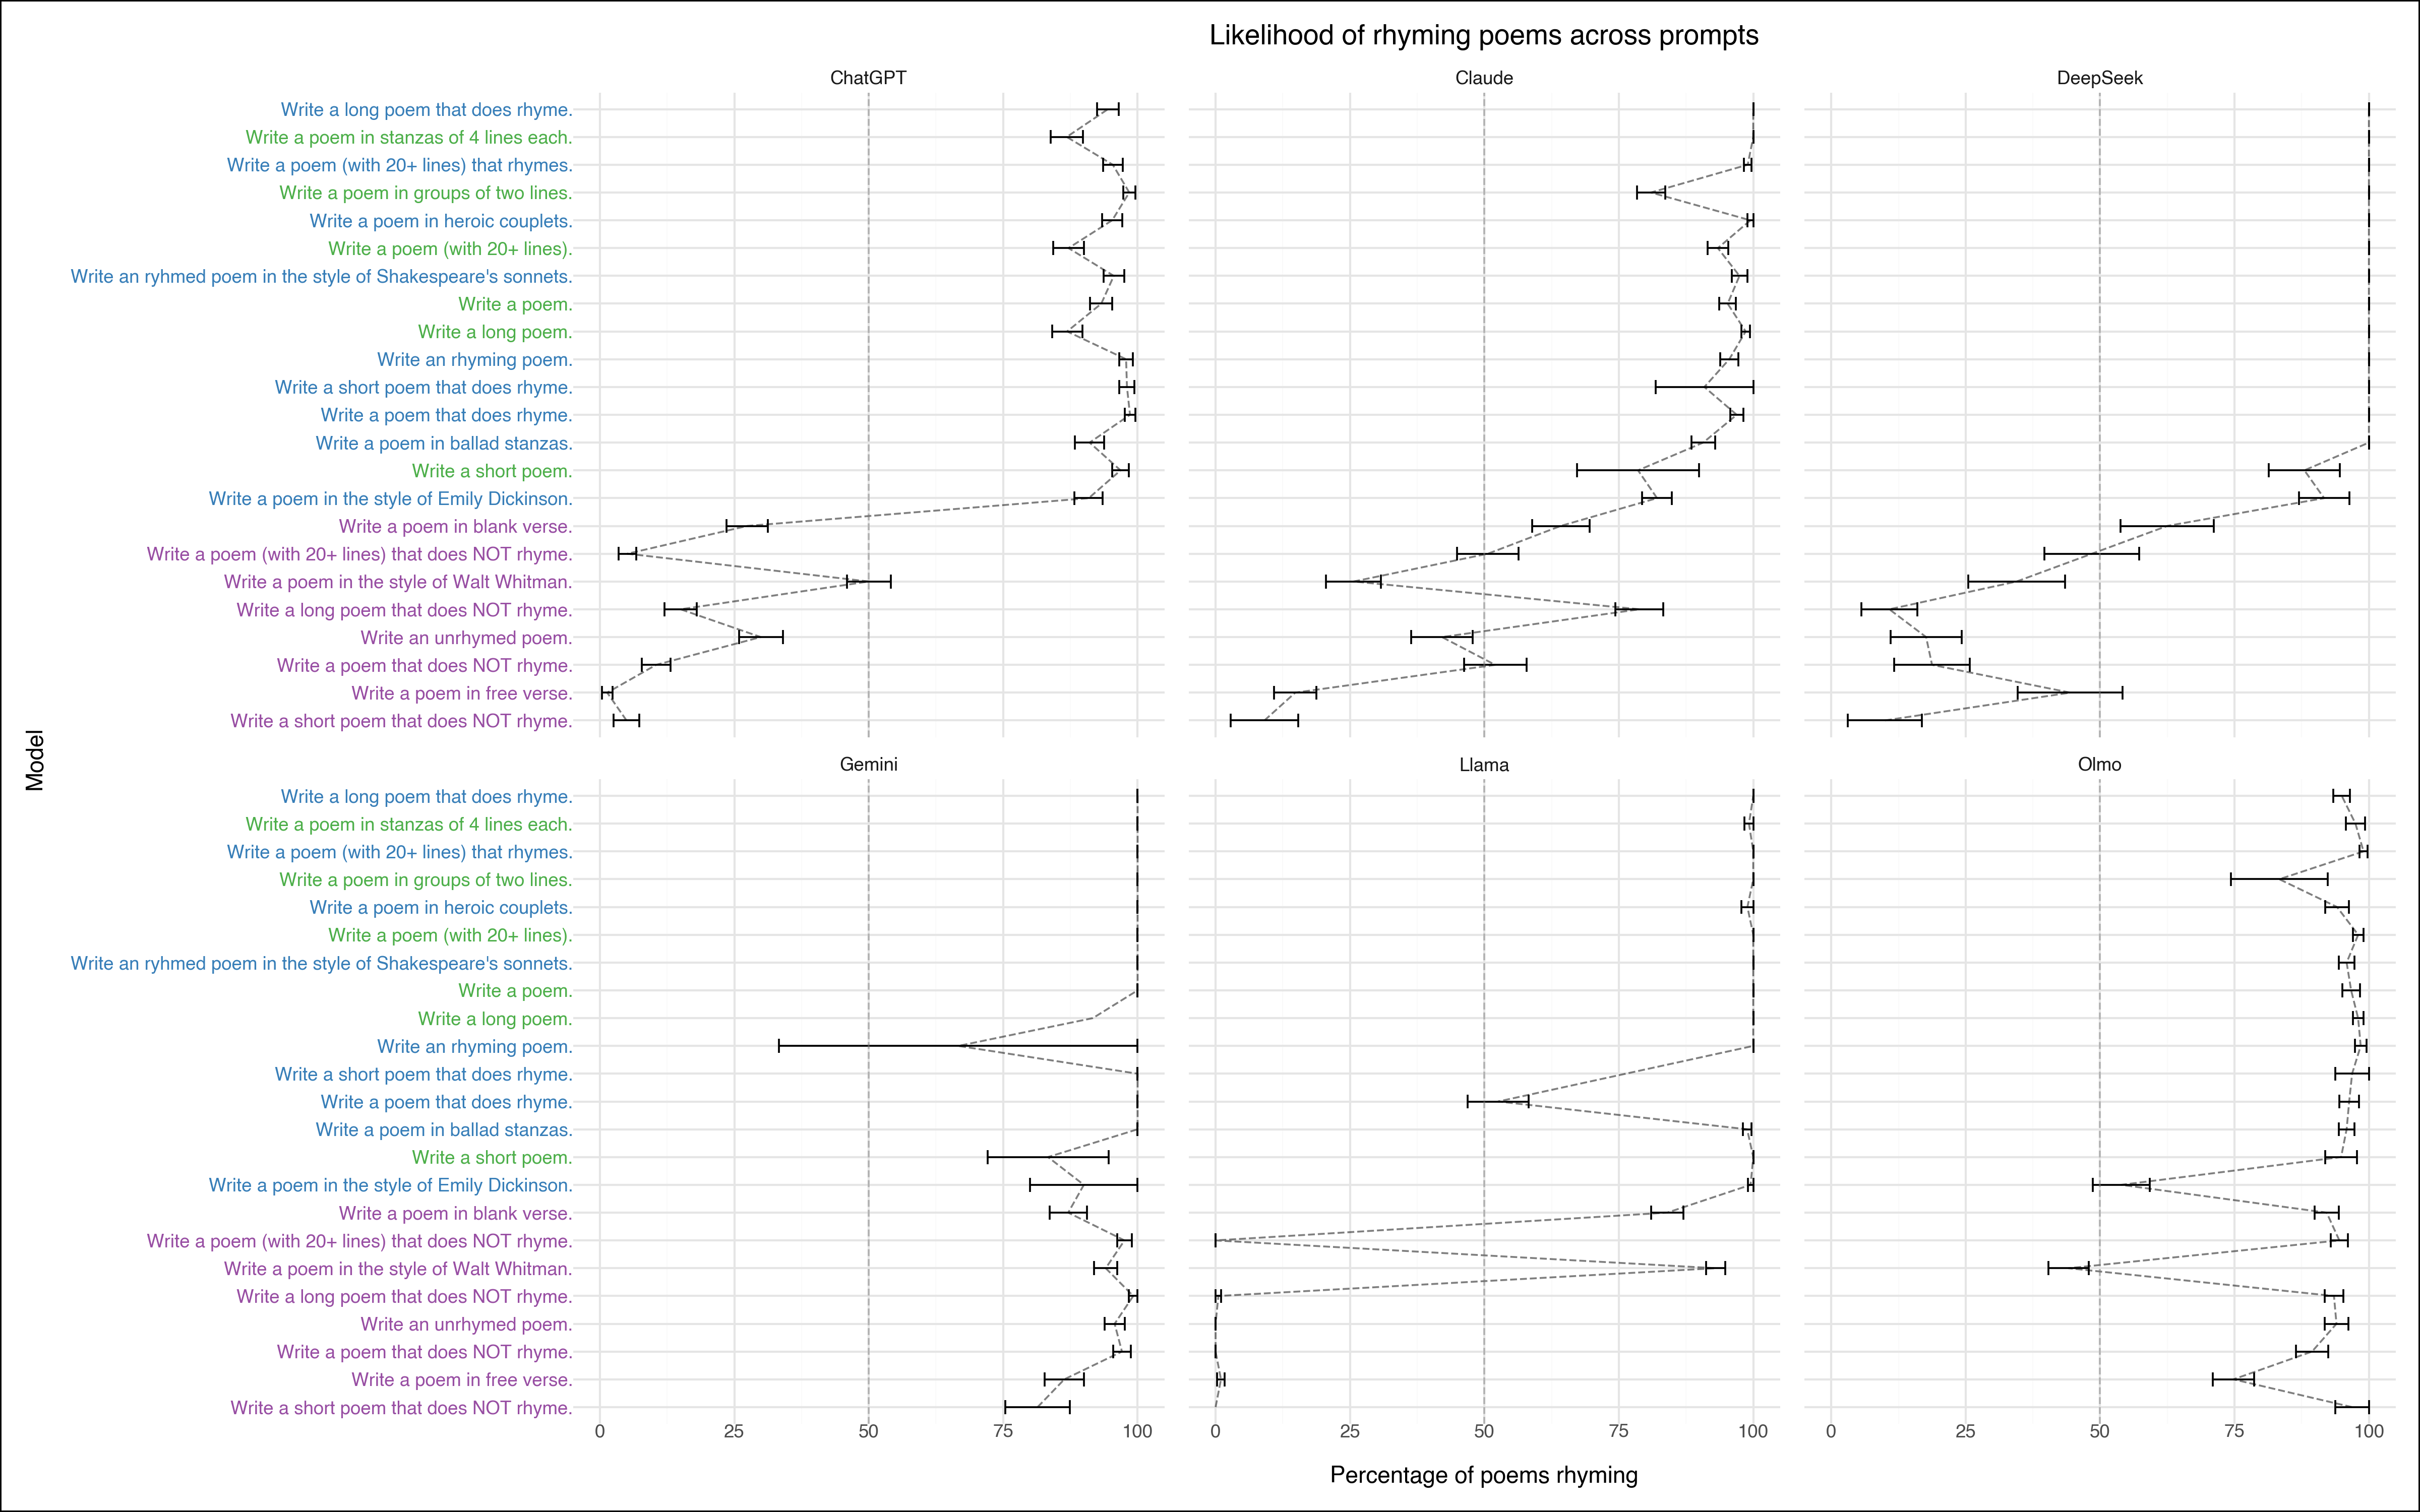 Likelihood of rhyming poems across prompts
ChatGPT
Claude
DeepSeek
Write a long poem that does rhyme.
Write a poem in stanzas of 4 lines each.
Write a poem (with 20+ lines) that rhymes.
Write a poem in groups of two lines.
Write a poem in heroic couplets.
Write a poem (with 20+ lines).
Write an ryhmed poem in the style of Shakespeare's sonnets.
Write a poem.
Write a long poem.
Write an rhyming poem.
Write a short poem that does rhyme.
Write a poem that does rhyme.
Write a poem in ballad stanzas.
Write a short poem.
Write a poem in the style of Emily Dickinson.
Write a poem in blank verse.
Write a poem (with 20+ lines) that does NOT rhyme.
Write a poem in the style of Walt Whitman.
Write a long poem that does NOT rhyme.
Write an unrhymed poem.
Write a poem that does NOT rhyme.
Write a poem in free verse.
Write a short poem that does NOT rhyme.
Model
Gemini
Llama
Olmo
Write a long poem that does rhyme.
Write a poem in stanzas of 4 lines each.
Write a poem (with 20+ lines) that rhymes.
Write a poem in groups of two lines.
Write a poem in heroic couplets.
Write a poem (with 20+ lines).
Write an ryhmed poem in the style of Shakespeare's sonnets.
Write a poem.
Write a long poem.
Write an rhyming poem.
Write a short poem that does rhyme.
Write a poem that does rhyme.
Write a poem in ballad stanzas.
Write a short poem.
Write a poem in the style of Emily Dickinson.
Write a poem in blank verse.
Write a poem (with 20+ lines) that does NOT rhyme.
Write a poem in the style of Walt Whitman.
Write a long poem that does NOT rhyme.
Write an unrhymed poem.
Write a poem that does NOT rhyme.
Write a poem in free verse.
Write a short poem that does NOT rhyme.
0 25 50 75 100
0 25 50 75 100
0 25 50 75 100
Percentage of poems rhyming